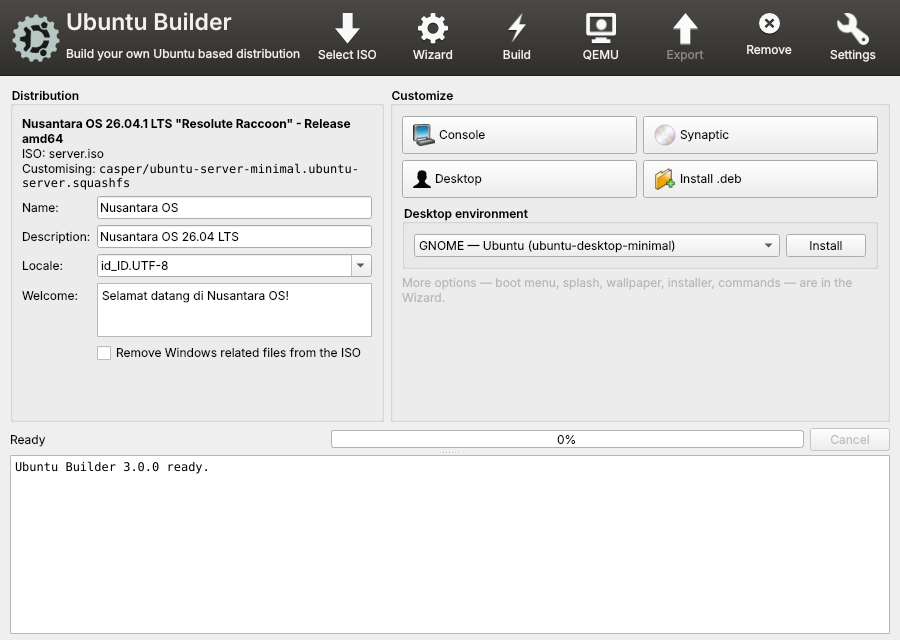 Ubuntu Builder
Build your own Ubuntu based distribution
Select ISO
Wizard
Build
QEMU
Export
Remove
Settings
Distribution
Nusantara OS 26.04.1 LTS "Resolute Raccoon" - Release
amd64
ISO: server.iso
Customising: casper/ubuntu-server-minimal.ubuntu-
server.squashfs
Name: Nusantara OS
Description: Nusantara OS 26.04 LTS
Locale: id_ID.UTF-8
Welcome: Selamat datang di Nusantara OS!
Remove Windows related files from the ISO
Customize
Console
Synaptic
Desktop
Install .deb
Desktop environment
GNOME — Ubuntu (ubuntu-desktop-minimal)
Install
More options — boot menu, splash, wallpaper, installer, commands — are in the
Wizard.
Ready
0%
Cancel
Ubuntu Builder 3.0.0 ready.